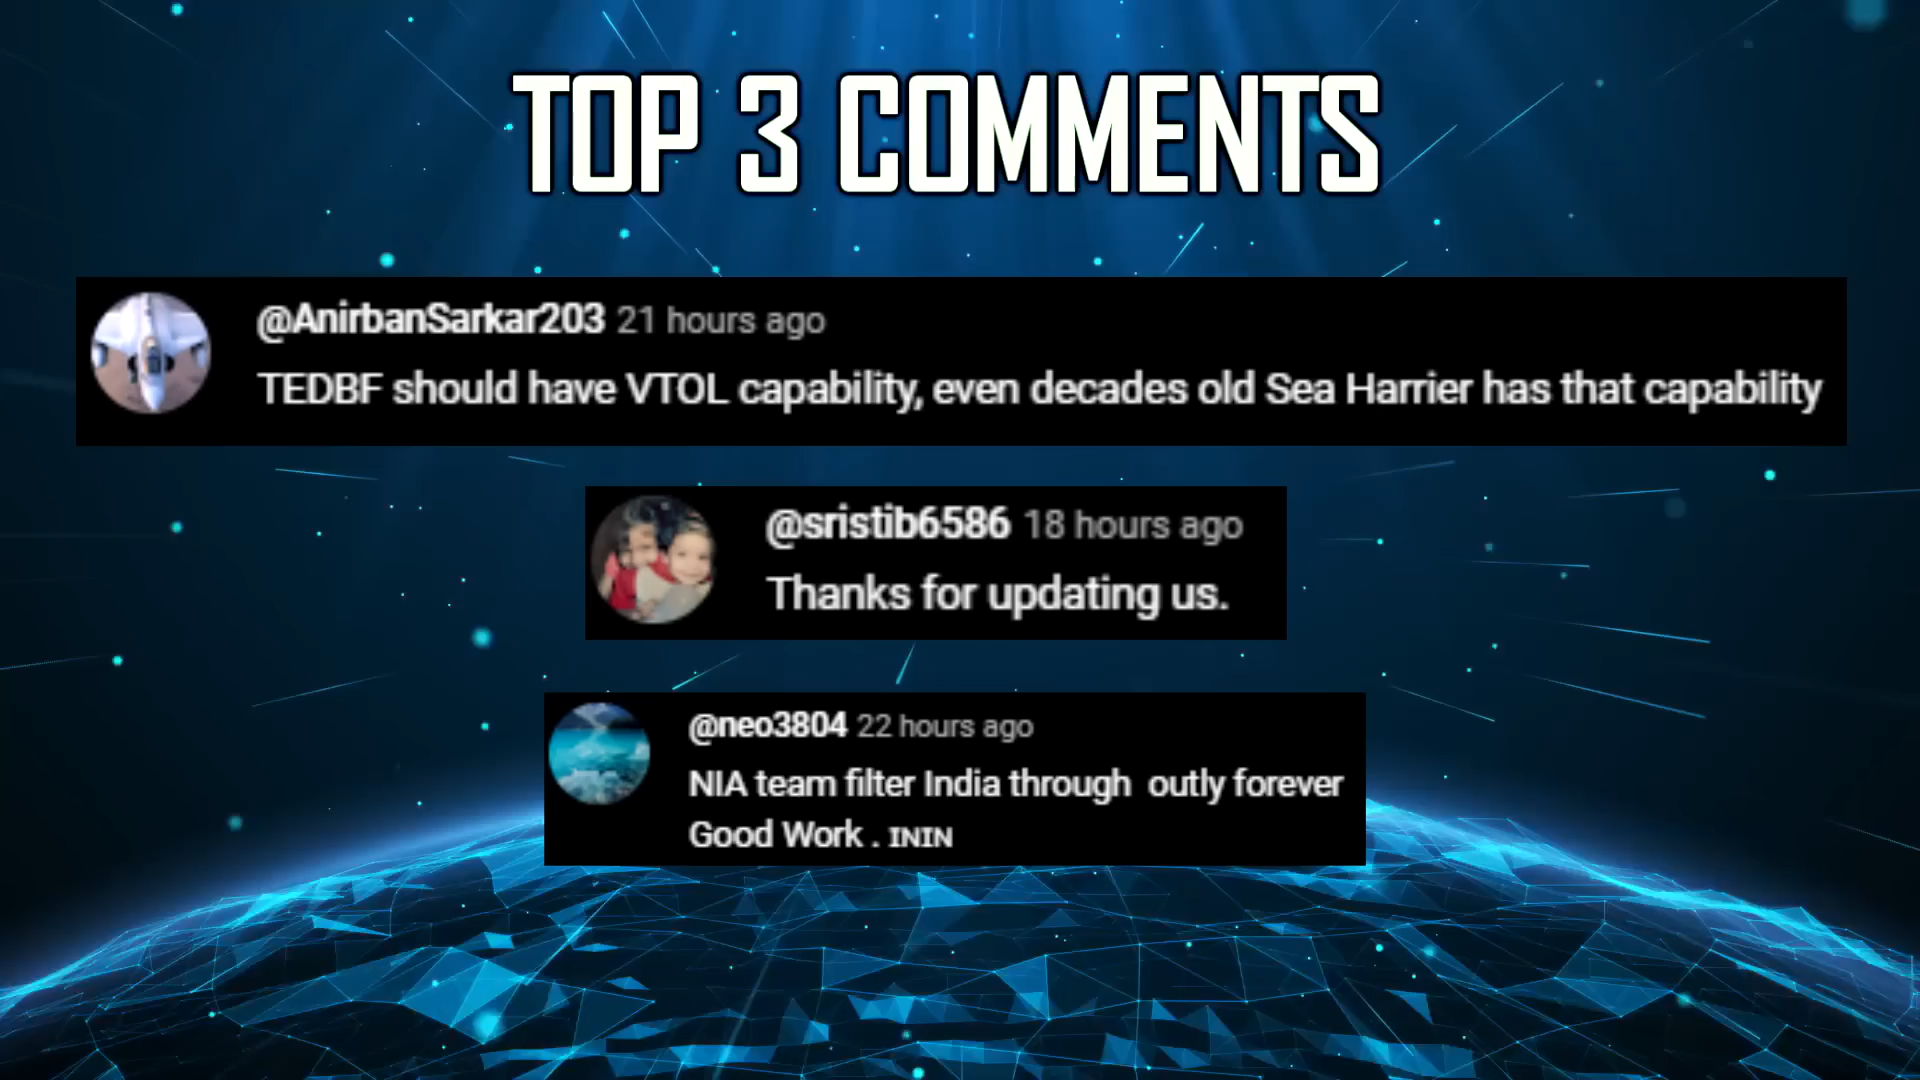 TOP 3 COMMENTS
@AnirbanSarkar203 21 hours ago
TEDBF should have VTOL capability, even decades old Sea Harrier has that capability
@sristib6586 18 hours ago
Thanks for updating us.
@neo3804 22 hours ago
NIA team filter India through  outly forever
Good Work . ɪɴɪɴ